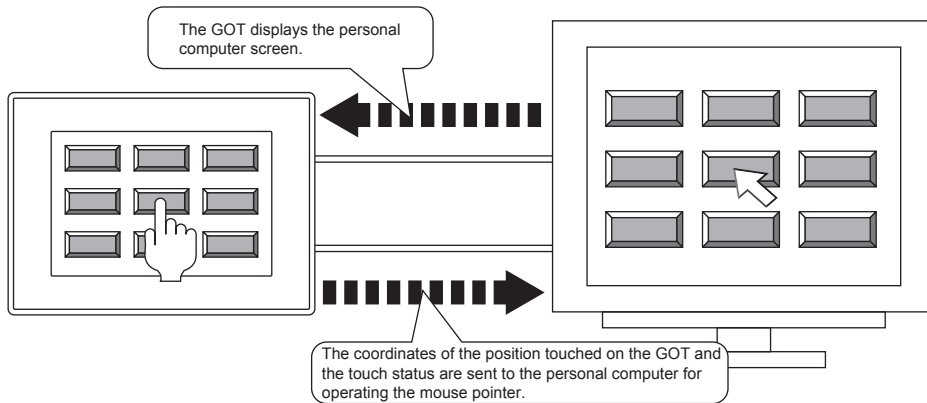 The GOT displays the personal
computer screen.
The coordinates of the position touched on the GOT and
the touch status are sent to the personal computer for
operating the mouse pointer.